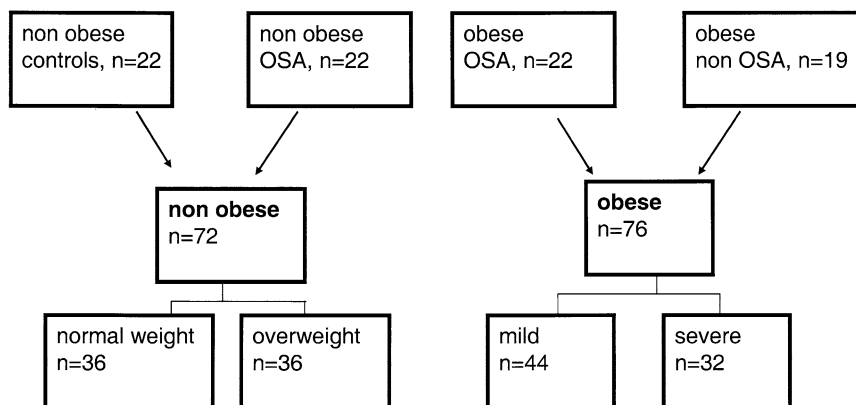 non obese
controls, n=22
non obese
OSA, n=22
obese
OSA, n=22
obese
non OSA, n=19
non obese
n=72
obese
n=76
normal weight
n=36
overweight
n=36
mild
n=44
severe
n=32